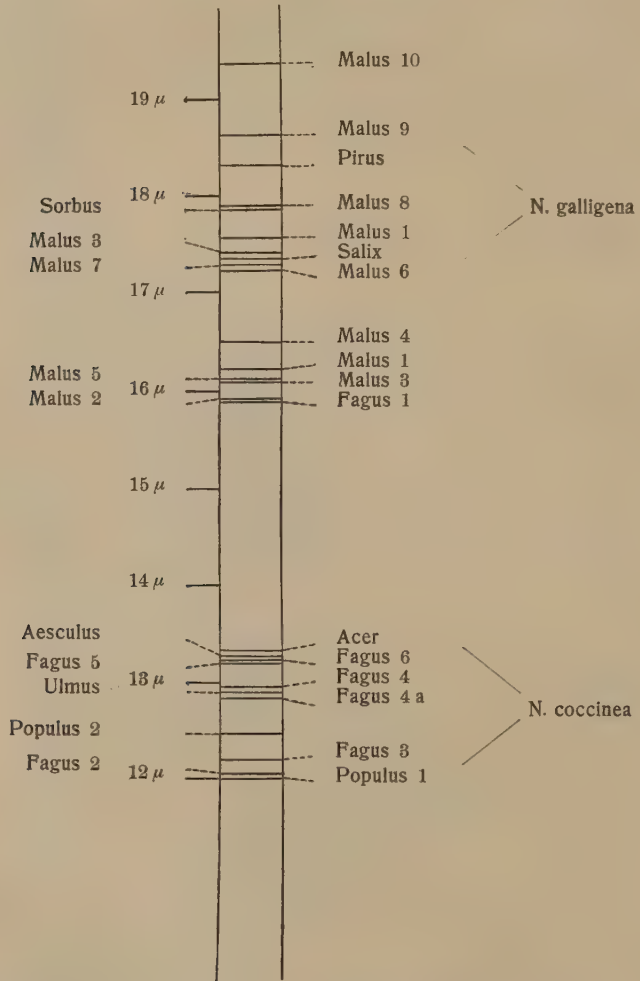 Malus 10
19 μ
Malus 9
Pirus
18 μ
Sorbus
Malus 8
N. galligena
Malus 1
Malus 3
Salix
Malus 7
Malus 6
17 μ
Malus 4
Malus 1
Malus 5
Malus 3
16 μ
Malus 2
Fagus 1
15 μ
14 μ
Aesculus
Acer
Fagus 5
Fagus 6
13 μ
Fagus 4
Ulmus
Fagus 4 a
N. coccinea
Populus 2
Fagus 3
Fagus 2
12 μ
Populus 1